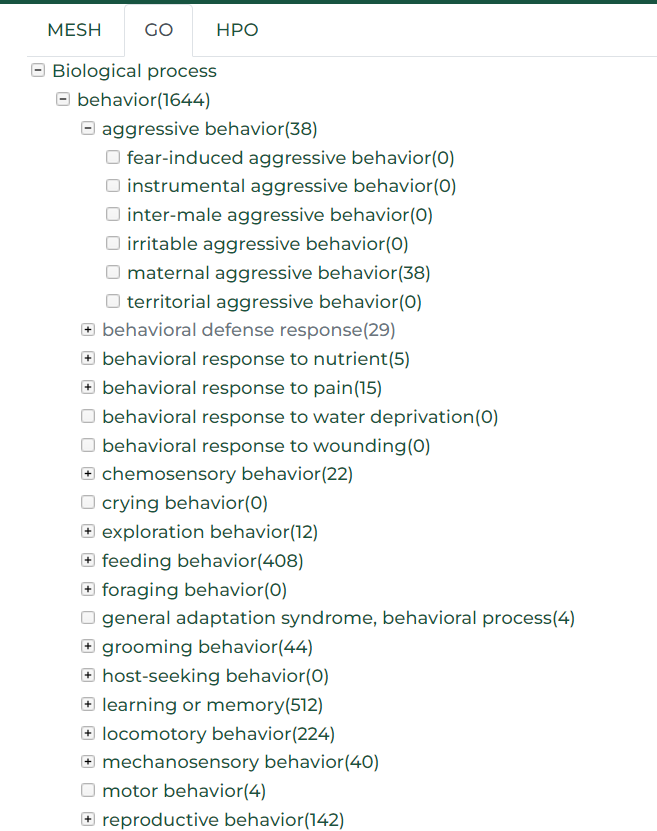 MESH GO HPO
Biological process
behavior(1644)
aggressive behavior(38)
fear-induced aggressive behavior(0)
instrumental aggressive behavior(0)
inter-male aggressive behavior(0)
irritable aggressive behavior(0)
maternal aggressive behavior(38)
territorial aggressive behavior(0)
behavioral defense response(29)
behavioral response to nutrient(5)
behavioral response to pain(15)
behavioral response to water deprivation(0)
behavioral response to wounding(0)
chemosensory behavior(22)
crying behavior(0)
exploration behavior(12)
feeding behavior(408)
foraging behavior(0)
general adaptation syndrome, behavioral process(4)
grooming behavior(44)
host-seeking behavior(0)
learning or memory(512)
locomotory behavior(224)
mechanosensory behavior(40)
motor behavior(4)
reproductive behavior(142)